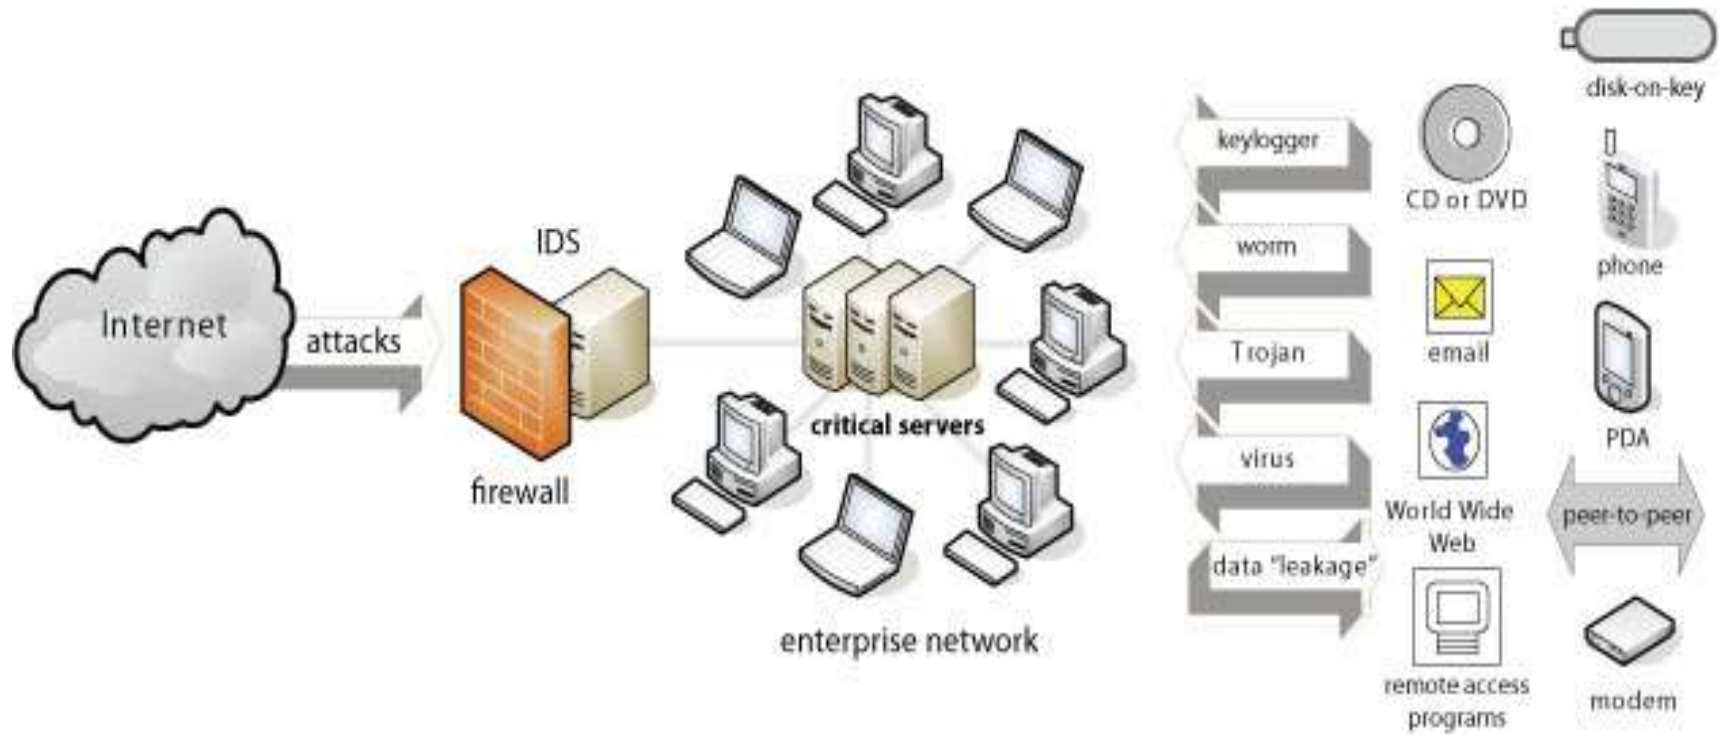 Internet
attacks
IDS
firewall
critical servers
enterprise network
keylogger
worm
Trojan
virus
data "leakage"
CD or DVD
email
World Wide
Web
remote access
programs
disk-on-key
phone
PDA
peer-to-peer
modem